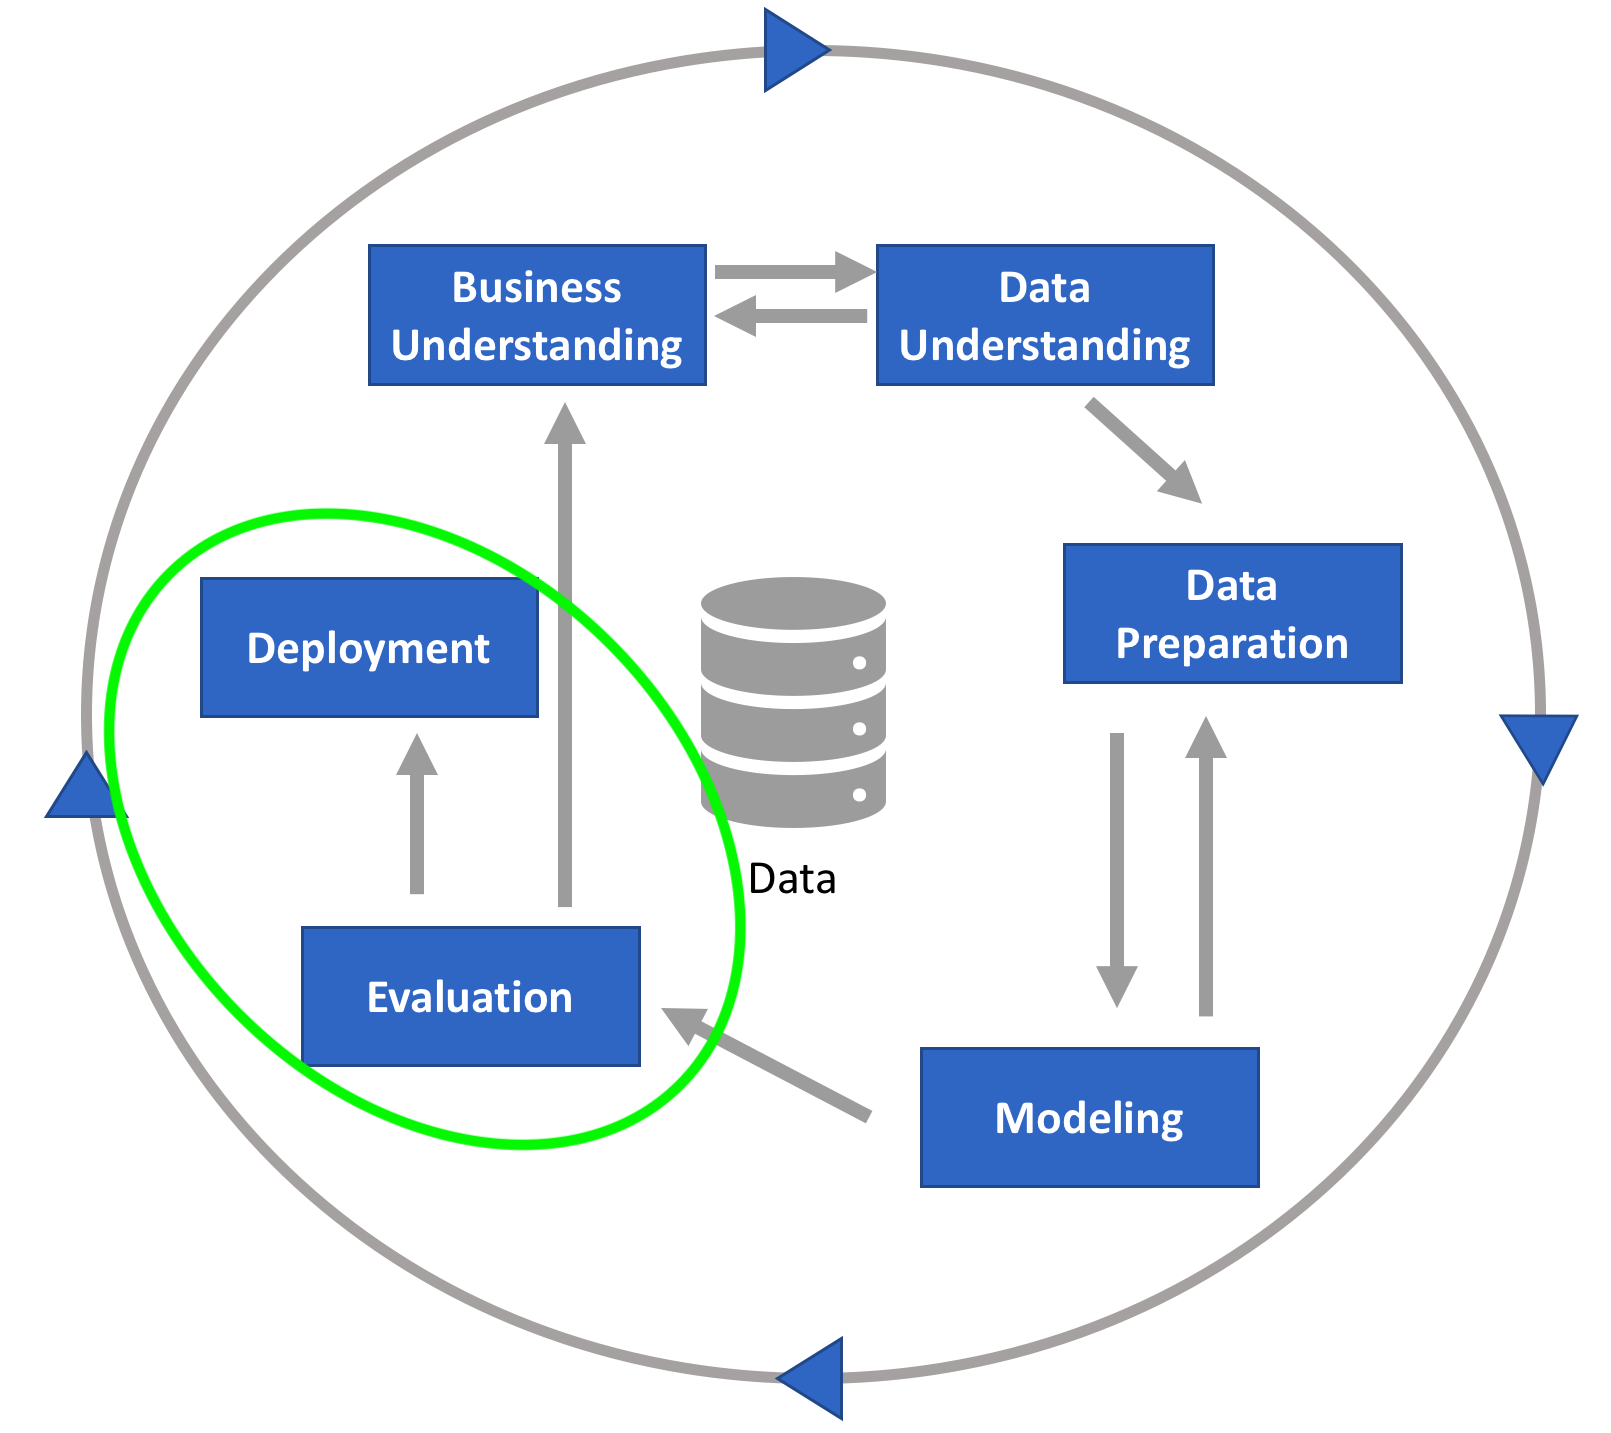 Business
Understanding
Data
Understanding
Data
Preparation
Deployment
Data
Evaluation
Modeling